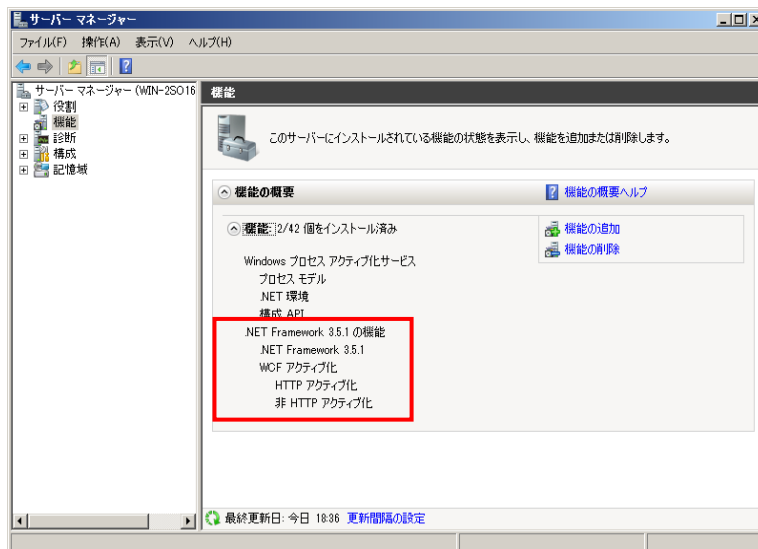 サーバー マネージャー
ファイル(F) 操作(A) 表示(V) ヘルプ(H)
サーバー マネージャー (WIN-2SO16
役割
機能
診断
構成
記憶域
機能
このサーバーにインストールされている機能の状態を表示し、機能を追加または削除します。
機能の概要
機能の概要ヘルプ
機能: 2/42 個をインストール済み
機能の追加
機能の削除
Windows プロセス アクティブ化サービス
プロセス モデル
.NET 環境
構成 API
.NET Framework 3.5.1 の機能
.NET Framework 3.5.1
WCF アクティブ化
HTTP アクティブ化
非 HTTP アクティブ化
最終更新日: 今日 18:36 更新間隔の設定